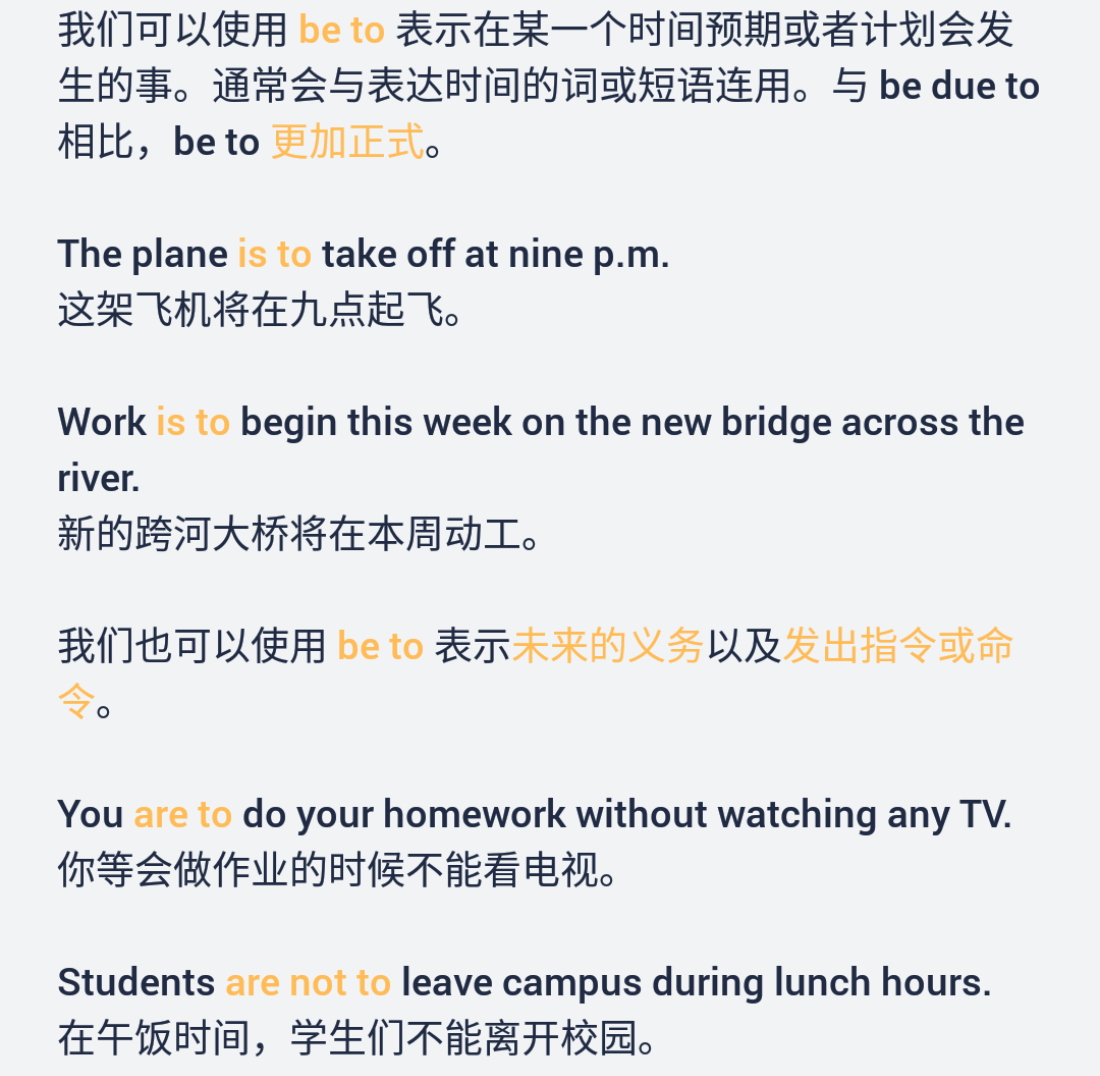 我们可以使用 be to 表示在某一个时间预期或者计划会发
生的事。通常会与表达时间的词或短语连用。与 be due to
相比，be to 更加正式。
The plane is to take off at nine p.m.
这架飞机将在九点起飞。
Work is to begin this week on the new bridge across the
river.
新的跨河大桥将在本周动工。
我们也可以使用 be to 表示未来的义务以及发出指令或命
令。
You are to do your homework without watching any TV.
你等会做作业的时候不能看电视。
Students are not to leave campus during lunch hours.
在午饭时间，学生们不能离开校园。